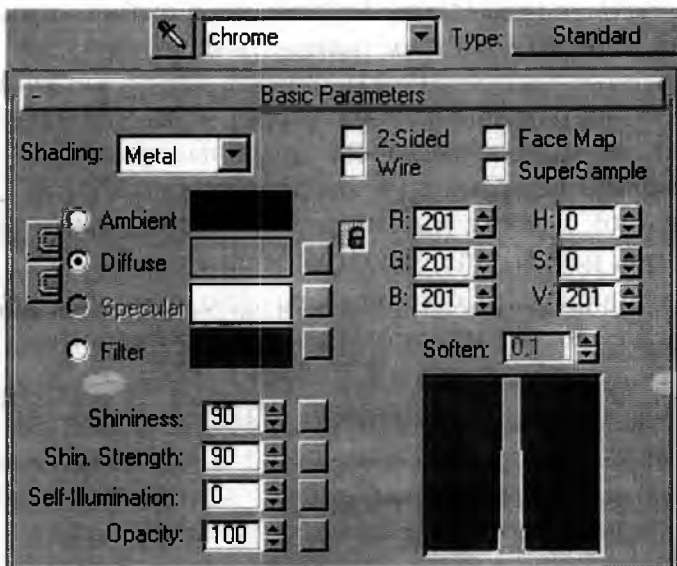 chrome Type: Standard
- Basic Parameters
Shading: Metal 2-Sided Face Map
Wire SuperSample
Ambient R: 201 H: 0
Diffuse G: 201 S: 0
Specular B: 201 V: 201
Filter Soften: 0.1
Shininess: 90
Shin. Strength: 90
Self-Illumination: 0
Opacity: 100